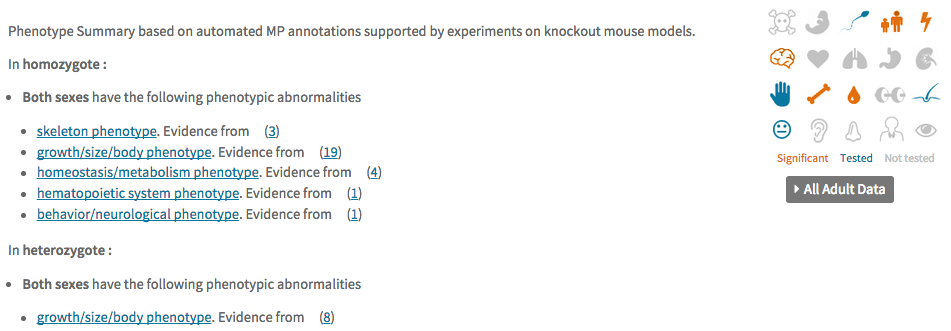 Phenotype Summary based on automated MP annotations supported by experiments on knockout mouse models.
In homozygote :
Both sexes have the following phenotypic abnormalities
skeleton phenotype. Evidence from (3)
growth/size/body phenotype. Evidence from (19)
homeostasis/metabolism phenotype. Evidence from (4)
hematopoietic system phenotype. Evidence from (1)
behavior/neurological phenotype. Evidence from (1)
In heterozygote :
Both sexes have the following phenotypic abnormalities
growth/size/body phenotype. Evidence from (8)
Significant Tested Not tested
All Adult Data